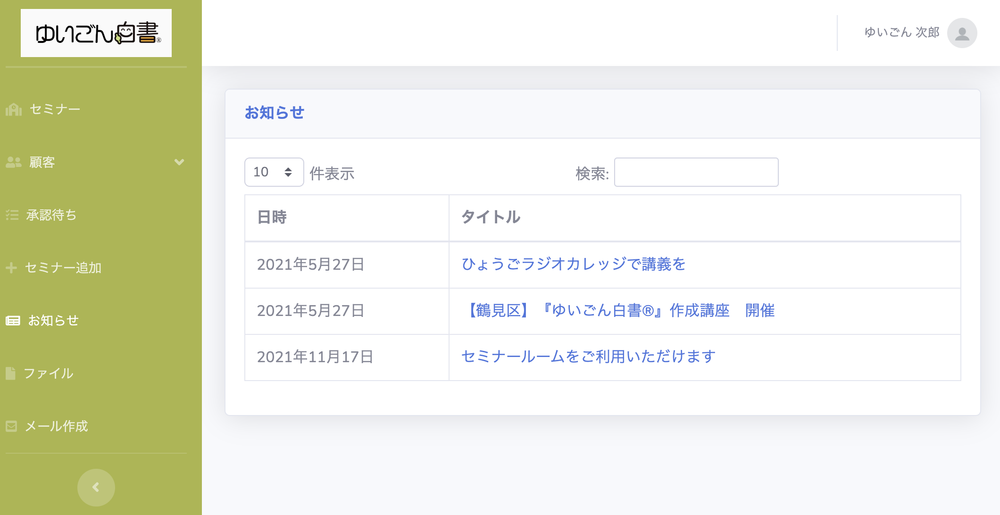 ゆいごん白書®
ゆいごん 次郎
セミナー
顧客
承認待ち
セミナー追加
お知らせ
ファイル
メール作成
お知らせ
10 件表示
検索:
日時 タイトル
2021年5月27日 ひょうごラジオカレッジで講義を
2021年5月27日 【鶴見区】『ゆいごん白書®』作成講座　開催
2021年11月17日 セミナールームをご利用いただけます